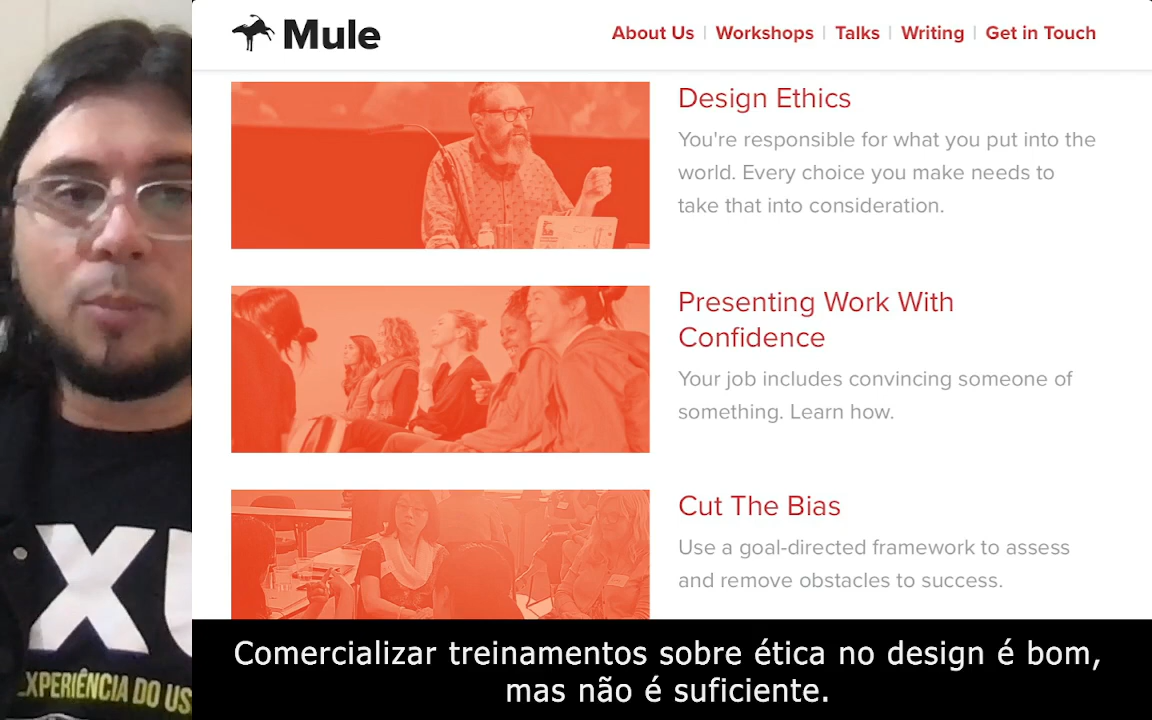 Mule
About Us | Workshops | Talks | Writing | Get in Touch
Design Ethics
You're responsible for what you put into the
world. Every choice you make needs to
take that into consideration.
Presenting Work With
Confidence
Your job includes convincing someone of
something. Learn how.
Cut The Bias
Use a goal-directed framework to assess
and remove obstacles to success.
XU
EXPERIÊNCIA DO US
Comercializar treinamentos sobre ética no design é bom,
mas não é suficiente.